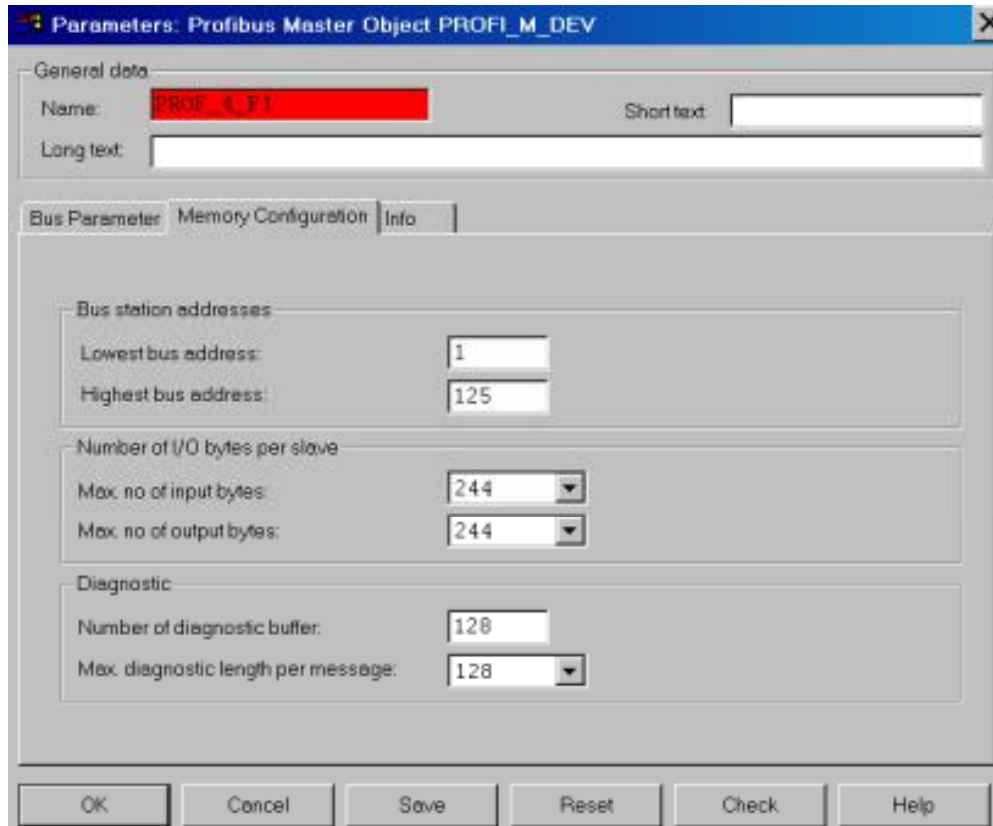 Parameters: Profibus Master Object PROFI_M_DEV
General data
Name: PROF_4_F1 Short text:
Long text:
Bus Parameter Memory Configuration Info
Bus station addresses
Lowest bus address: 1
Highest bus address: 125
Number of I/O bytes per slave
Max. no of input bytes: 244
Max. no of output bytes: 244
Diagnostic
Number of diagnostic buffer: 128
Max. diagnostic length per message: 128
OK Cancel Save Reset Check Help